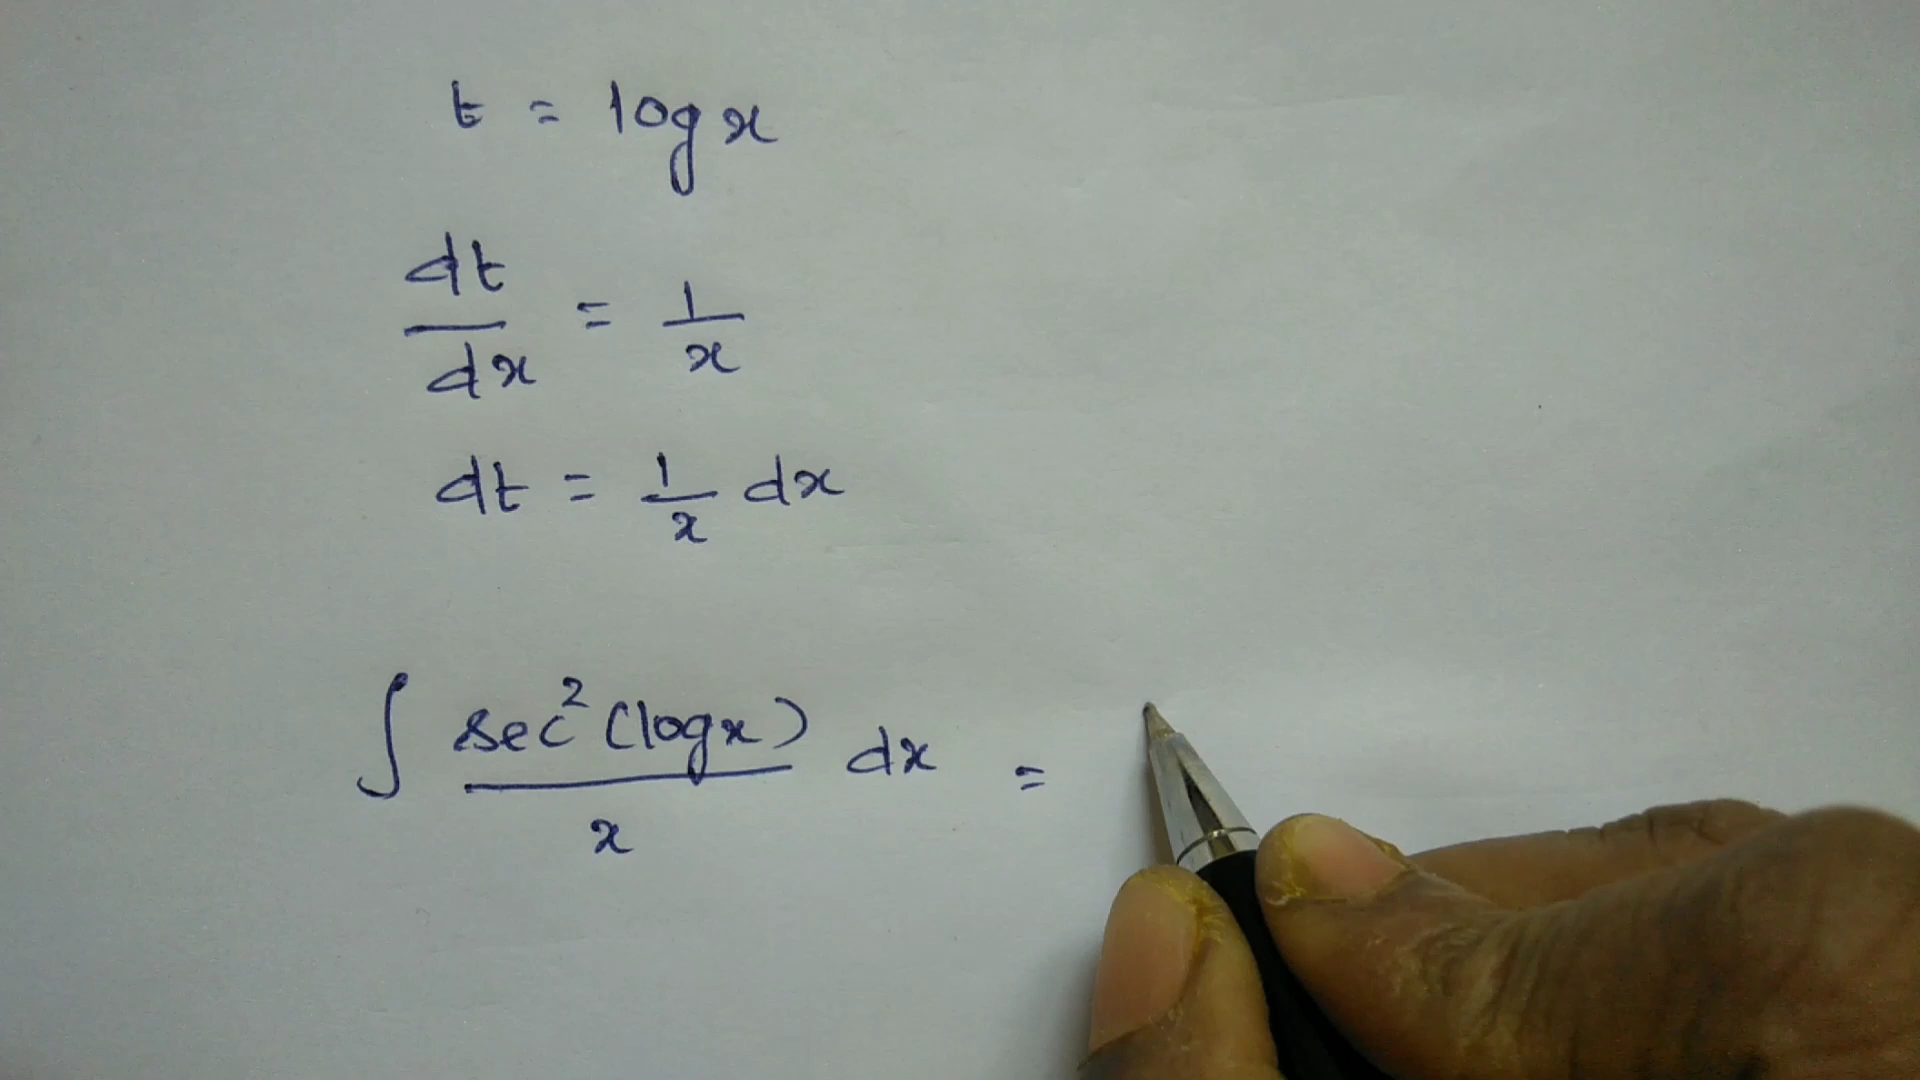 t = log x
dt/dx = 1/x
dt = 1/x dx
∫ sec²(log x)/x dx =